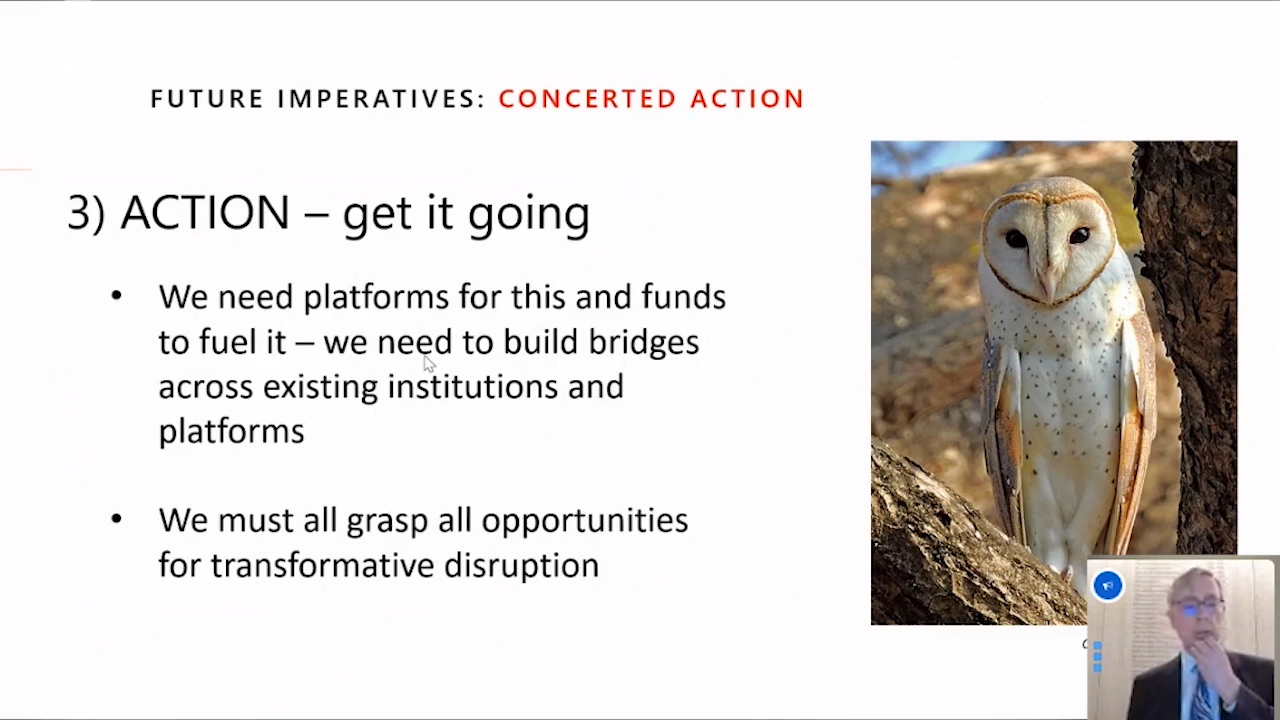 FUTURE IMPERATIVES: CONCERTED ACTION
3) ACTION – get it going
• We need platforms for this and funds
to fuel it – we need to build bridges
across existing institutions and
platforms
• We must all grasp all opportunities
for transformative disruption